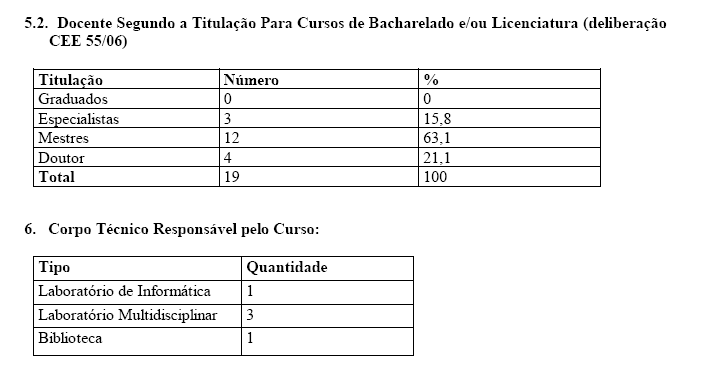 5.2. Docente Segundo a Titulação Para Cursos de Bacharelado e/ou Licenciatura (deliberação
CEE 55/06)
Titulação Número %
Graduados 0 0
Especialistas 3 15,8
Mestres 12 63,1
Doutor 4 21,1
Total 19 100
6. Corpo Técnico Responsável pelo Curso:
Tipo Quantidade
Laboratório de Informática 1
Laboratório Multidisciplinar 3
Biblioteca 1